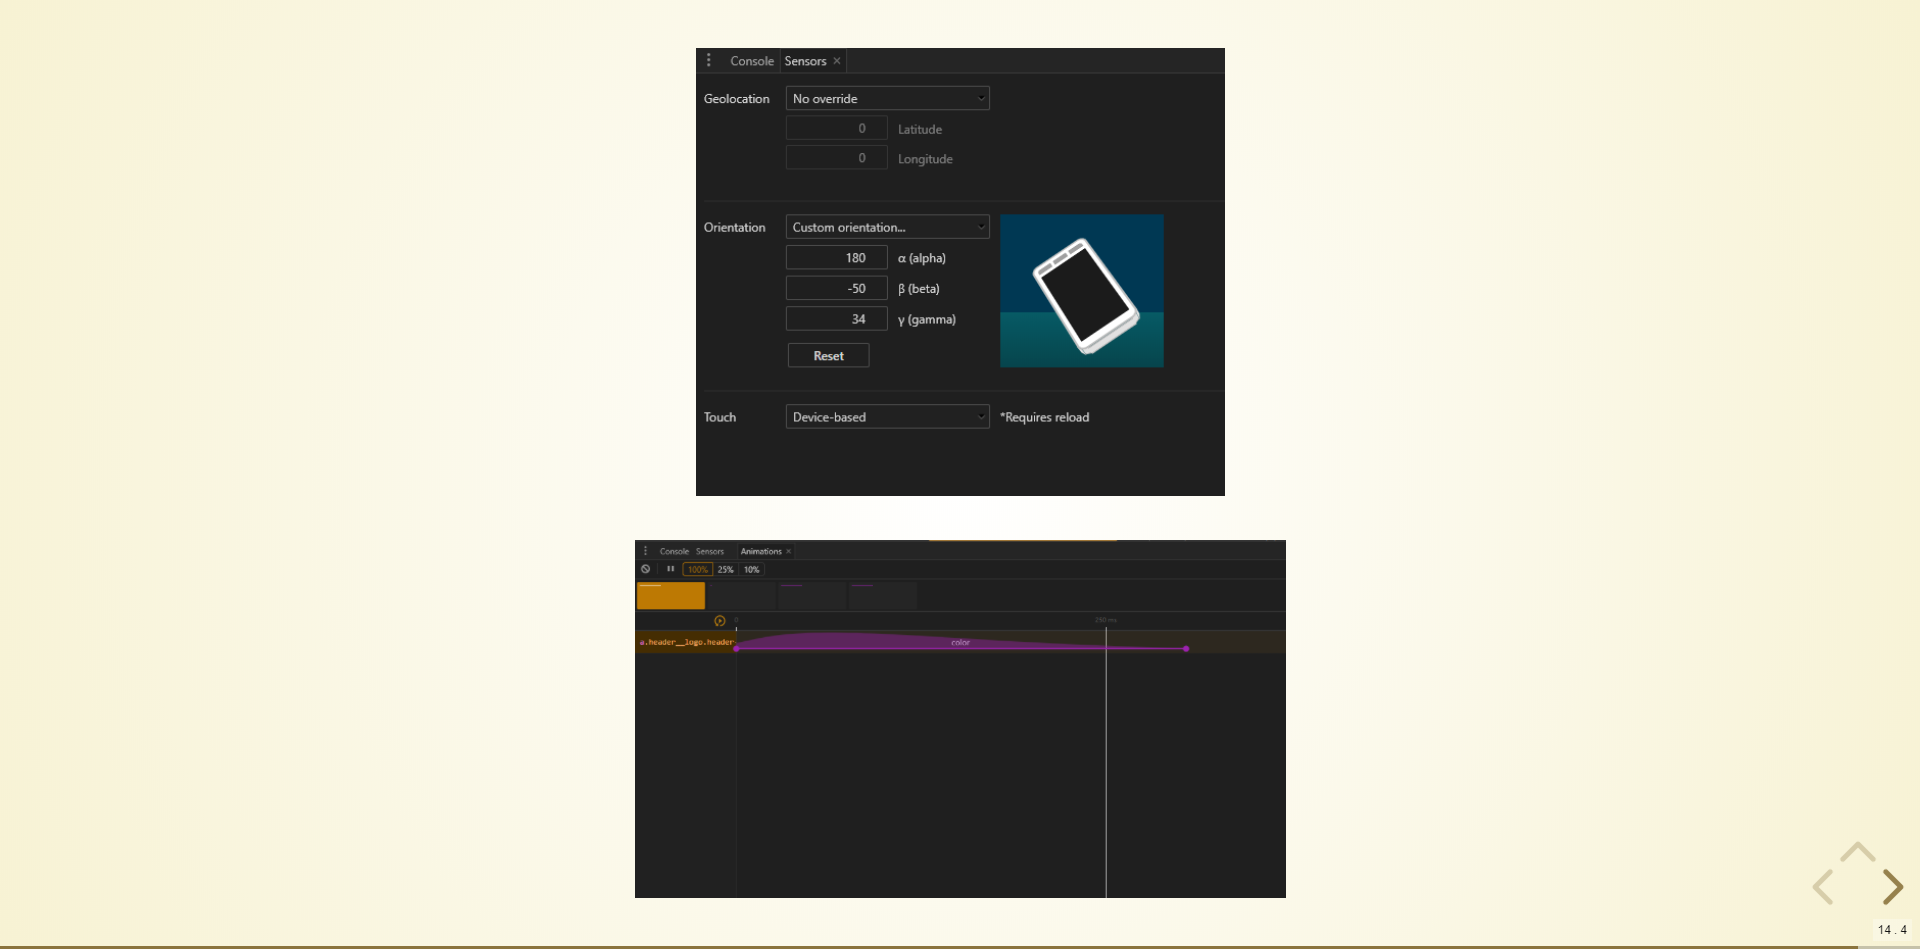 Console Sensors ×
Geolocation No override
0 Latitude
0 Longitude
Orientation Custom orientation...
180 α (alpha)
-50 β (beta)
34 γ (gamma)
Reset
Touch Device-based *Requires reload
Console Sensors Animations ×
100% 25% 10%
0 250 ms
a.header__logo.header color
14.4